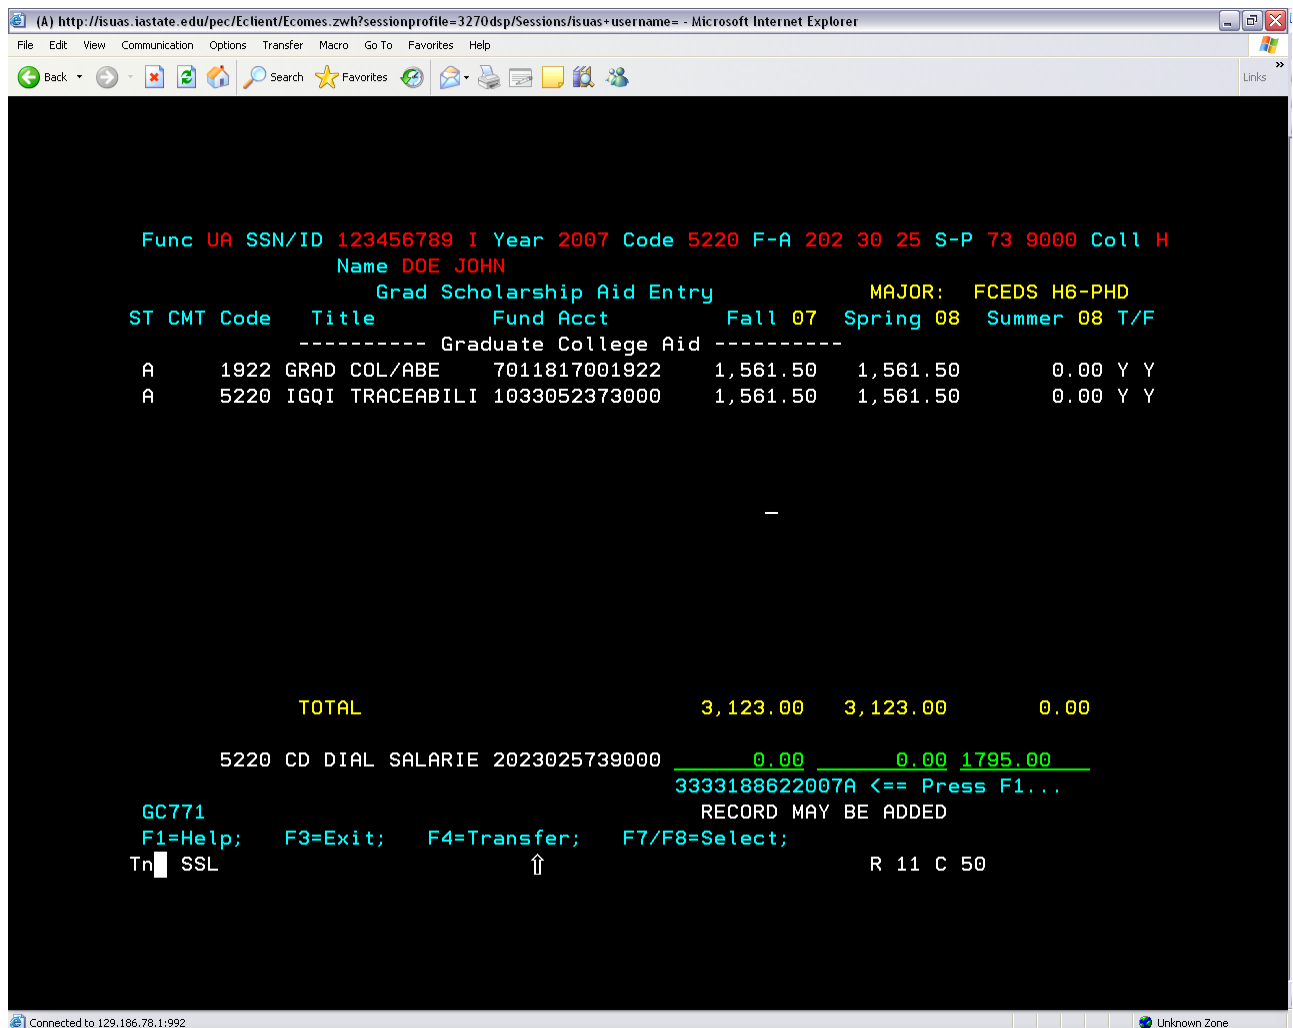 (A) http://isuas.iastate.edu/pec/Eclient/Ecomes.zwh?sessionprofile=3270dsp/Sessions/isuas+username= - Microsoft Internet Explorer
File Edit View Communication Options Transfer Macro Go To Favorites Help
Back Search Favorites Links
Func UA SSN/ID 123456789 I Year 2007 Code 5220 F-A 202 30 25 S-P 73 9000 Coll H
Name DOE JOHN
Grad Scholarship Aid Entry MAJOR: FCEDS H6-PHD
ST CMT Code Title Fund Acct Fall 07 Spring 08 Summer 08 T/F
---------- Graduate College Aid ----------
A 1922 GRAD COL/ABE 7011817001922 1,561.50 1,561.50 0.00 Y Y
A 5220 IGQI TRACEABILI 1033052373000 1,561.50 1,561.50 0.00 Y Y
_
TOTAL 3,123.00 3,123.00 0.00
5220 CD DIAL SALARIE 2023025739000 0.00 0.00 1795.00
3333188622007A <== Press F1...
GC771 RECORD MAY BE ADDED
F1=Help; F3=Exit; F4=Transfer; F7/F8=Select;
Tn SSL ⇧ R 11 C 50
Connected to 129.186.78.1:992 Unknown Zone